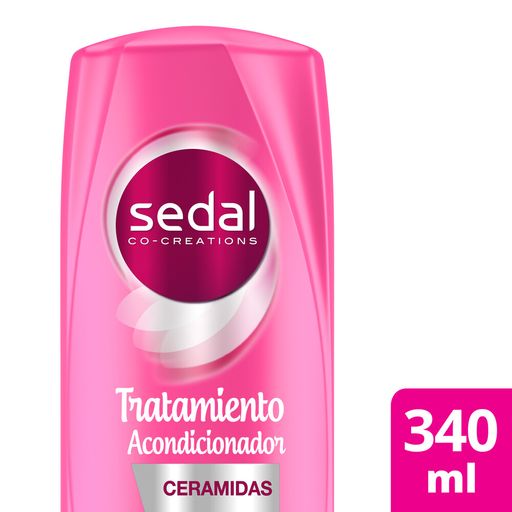 sedal
CO-CREATIONS
Tratamiento
Acondicionador
CERAMIDAS
340
ml